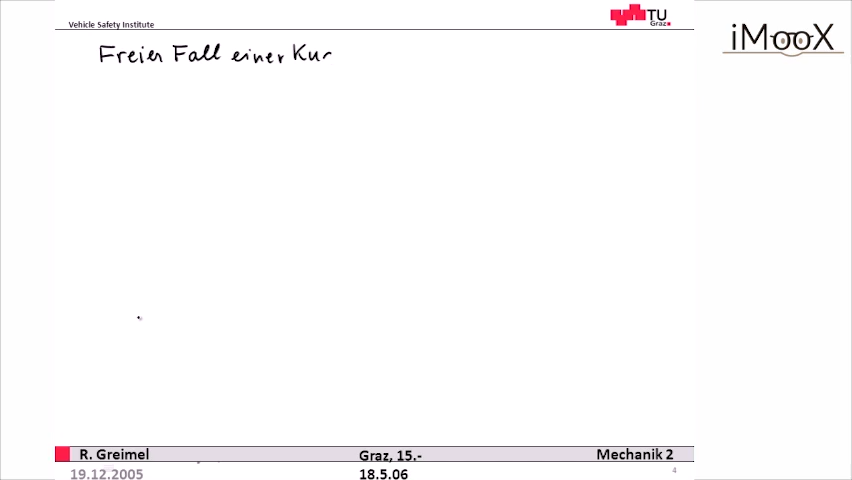 Vehicle Safety Institute
TU
Graz
iMooX
Freier Fall einer Kur
R. Greimel
Graz, 15.-
Mechanik 2
19.12.2005
18.5.06
4